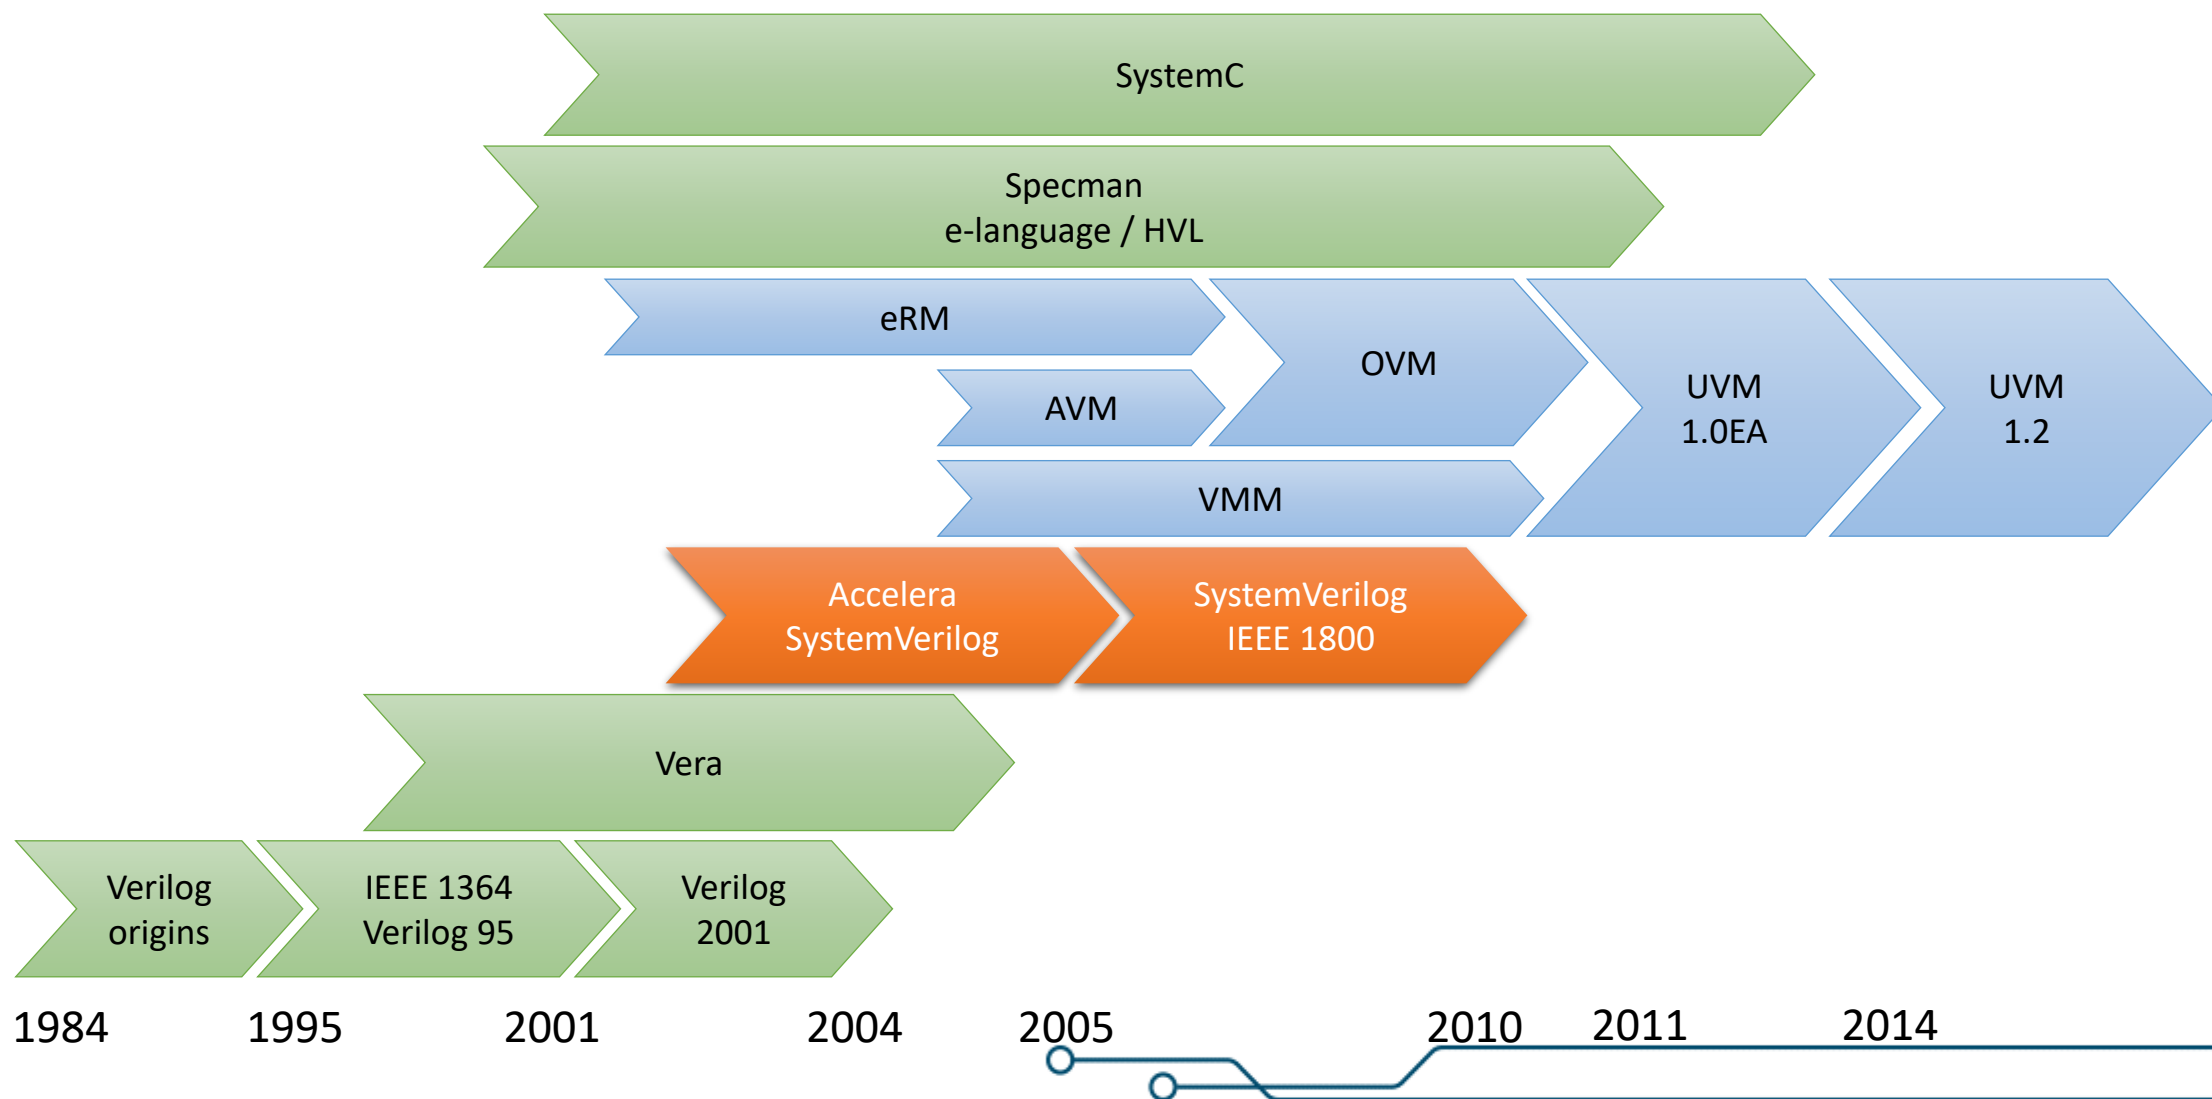 SystemC
Specman
e-language / HVL
eRM
OVM
AVM
UVM
1.0EA
UVM
1.2
VMM
Accelera
SystemVerilog
SystemVerilog
IEEE 1800
Vera
Verilog
origins
IEEE 1364
Verilog 95
Verilog
2001
1984 1995 2001 2004 2005 2010 2011 2014